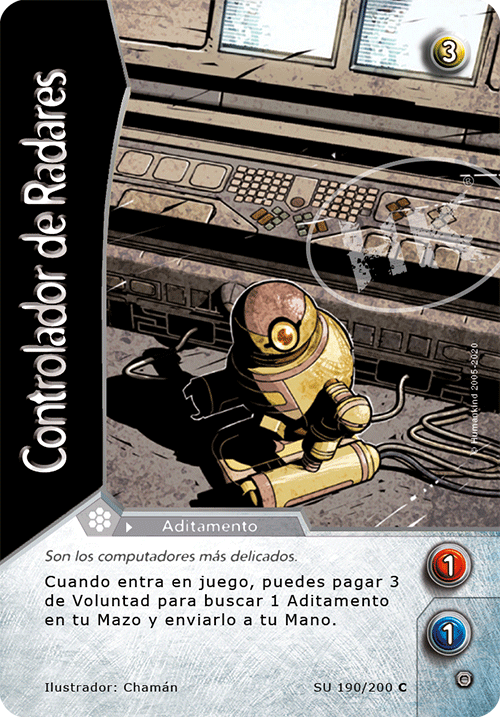 3
Controlador de Radares
HK
®
© Humankind 2005-2020
Aditamento
Son los computadores más delicados.
Cuando entra en juego, puedes pagar 3
de Voluntad para buscar 1 Aditamento
en tu Mazo y enviarlo a tu Mano.
1
1
Ilustrador: Chamán
SU 190/200 C